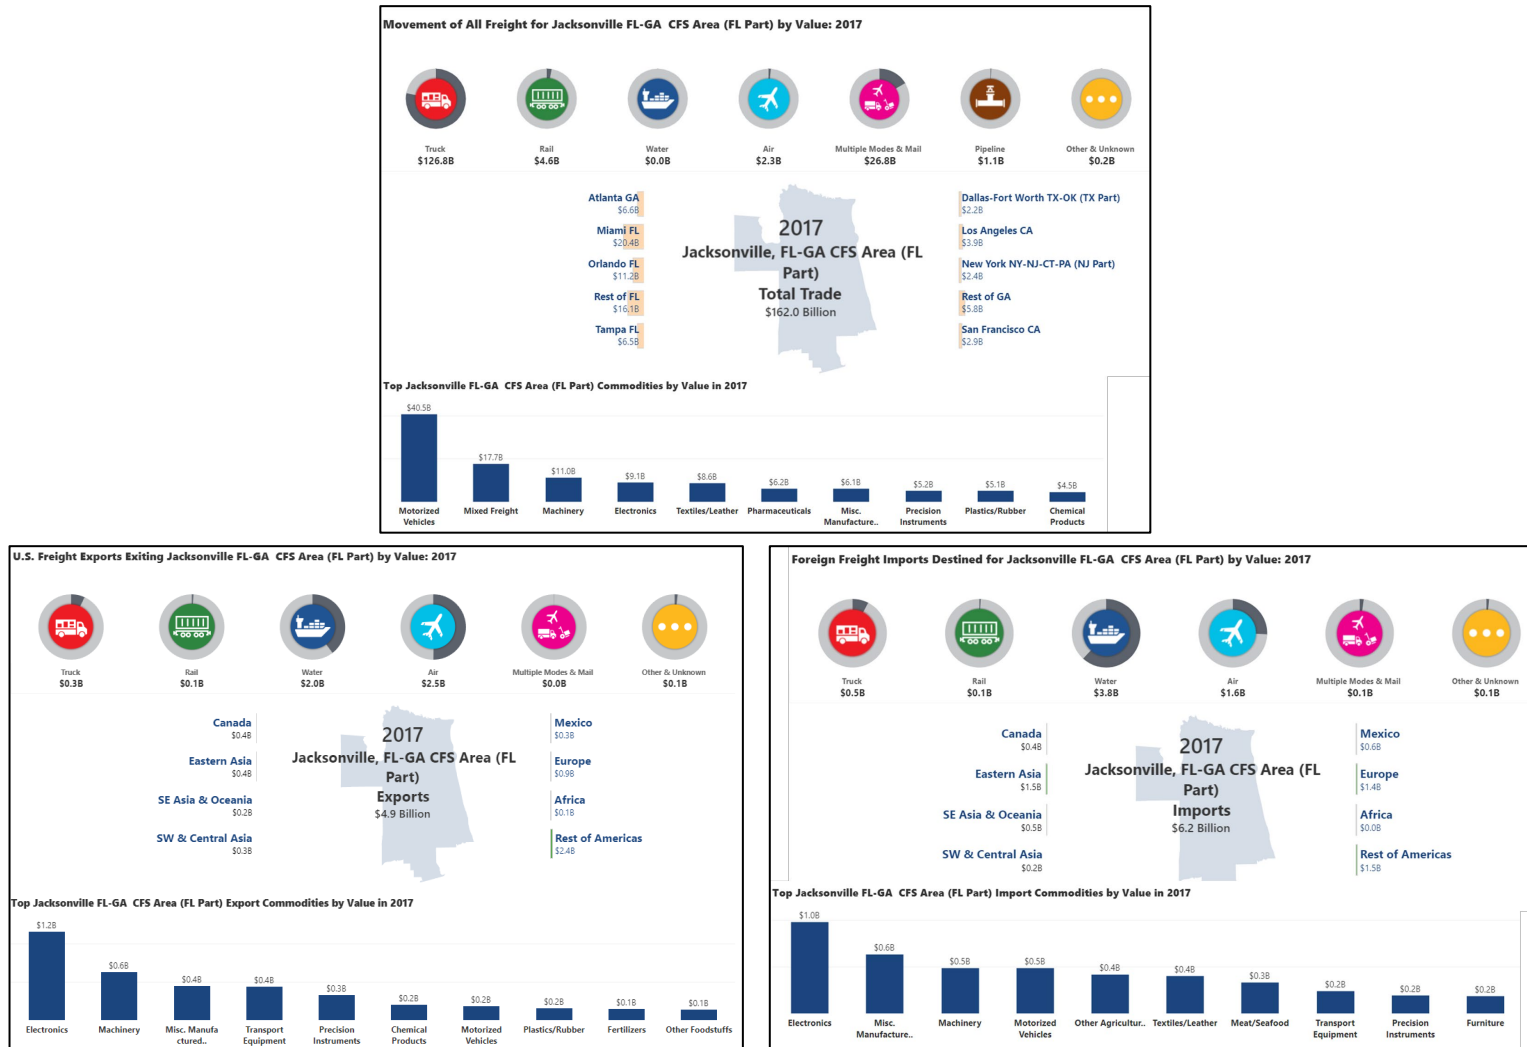 Movement of All Freight for Jacksonville FL-GA CFS Area (FL Part) by Value: 2017
Truck
$126.8B
Rail
$4.6B
Water
$0.0B
Air
$2.3B
Multiple Modes & Mail
$26.8B
Pipeline
$1.1B
Other & Unknown
$0.2B
Atlanta GA
$6.6B
Miami FL
$20.4B
Orlando FL
$11.2B
Rest of FL
$16.1B
Tampa FL
$6.5B
2017
Jacksonville, FL-GA CFS Area (FL
Part)
Total Trade
$162.0 Billion
Dallas-Fort Worth TX-OK (TX Part)
$2.2B
Los Angeles CA
$3.9B
New York NY-NJ-CT-PA (NJ Part)
$2.4B
Rest of GA
$5.8B
San Francisco CA
$2.9B
Top Jacksonville FL-GA CFS Area (FL Part) Commodities by Value in 2017
$40.5B
$17.7B
$11.0B
$9.1B
$8.6B
$6.2B
$6.1B
$5.2B
$5.1B
$4.5B
Motorized
Vehicles
Mixed Freight
Machinery
Electronics
Textiles/Leather
Pharmaceuticals
Misc.
Manufacture..
Precision
Instruments
Plastics/Rubber
Chemical
Products
U.S. Freight Exports Exiting Jacksonville FL-GA CFS Area (FL Part) by Value: 2017
Truck
$0.3B
Rail
$0.1B
Water
$2.0B
Air
$2.5B
Multiple Modes & Mail
$0.0B
Other & Unknown
$0.1B
Canada
$0.4B
Eastern Asia
$0.4B
SE Asia & Oceania
$0.2B
SW & Central Asia
$0.3B
2017
Jacksonville, FL-GA CFS Area (FL
Part)
Exports
$4.9 Billion
Mexico
$0.3B
Europe
$0.9B
Africa
$0.1B
Rest of Americas
$2.4B
Top Jacksonville FL-GA CFS Area (FL Part) Export Commodities by Value in 2017
$1.2B
$0.6B
$0.4B
$0.4B
$0.3B
$0.2B
$0.2B
$0.2B
$0.1B
$0.1B
Electronics
Machinery
Misc. Manufa
ctured..
Transport
Equipment
Precision
Instruments
Chemical
Products
Motorized
Vehicles
Plastics/Rubber
Fertilizers
Other Foodstuffs
Foreign Freight Imports Destined for Jacksonville FL-GA CFS Area (FL Part) by Value: 2017
Truck
$0.5B
Rail
$0.1B
Water
$3.8B
Air
$1.6B
Multiple Modes & Mail
$0.1B
Other & Unknown
$0.1B
Canada
$0.4B
Eastern Asia
$1.5B
SE Asia & Oceania
$0.5B
SW & Central Asia
$0.2B
2017
Jacksonville, FL-GA CFS Area (FL
Part)
Imports
$6.2 Billion
Mexico
$0.6B
Europe
$1.4B
Africa
$0.0B
Rest of Americas
$1.5B
Top Jacksonville FL-GA CFS Area (FL Part) Import Commodities by Value in 2017
$1.0B
$0.6B
$0.5B
$0.5B
$0.4B
$0.4B
$0.3B
$0.2B
$0.2B
$0.2B
Electronics
Misc.
Manufacture..
Machinery
Motorized
Vehicles
Other Agricultur..
Textiles/Leather
Meat/Seafood
Transport
Equipment
Precision
Instruments
Furniture